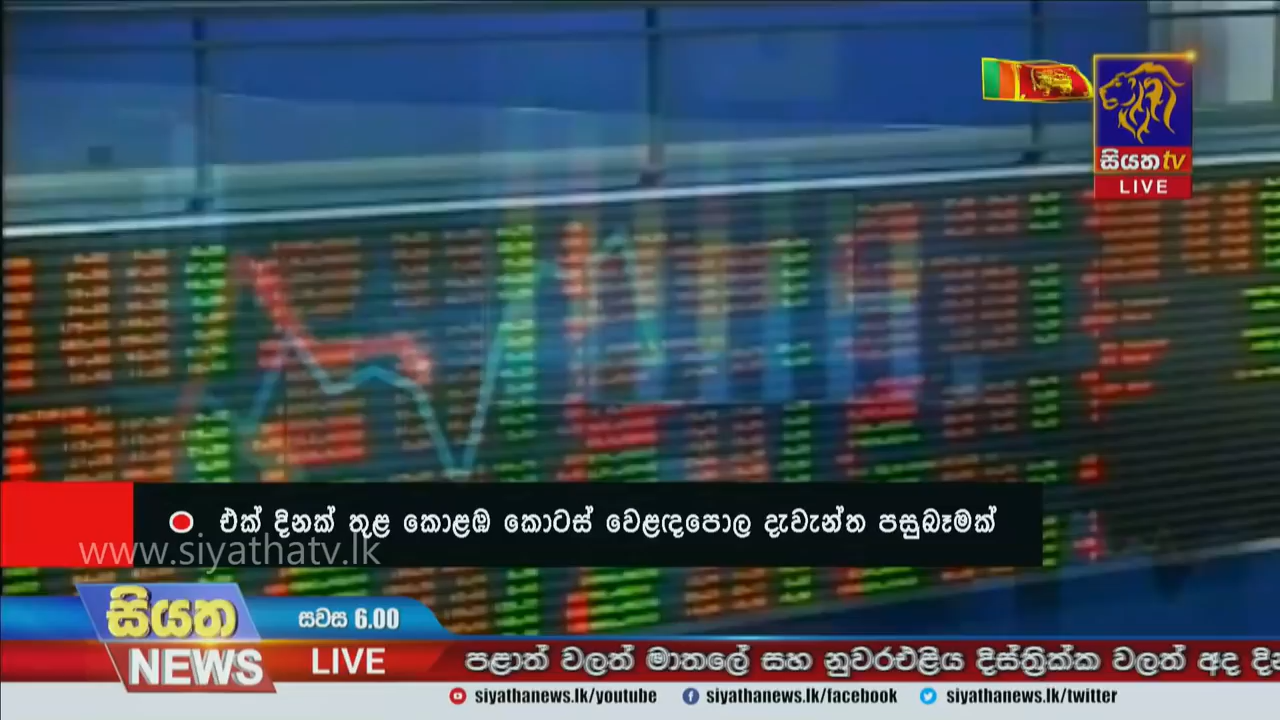 සියත tv
LIVE
එක් දිනක් තුළ කොළඹ කොටස් වෙළඳපොල දැවැන්ත පසුබෑමක්
www.siyathatv.lk
සියත
NEWS
සවස 6.00
LIVE
පළාත් වලත් මාතලේ සහ නුවරඑළිය දිස්ත්‍රික්ක වලත් අද
siyathanews.lk/youtube siyathanews.lk/facebook siyathanews.lk/twitter